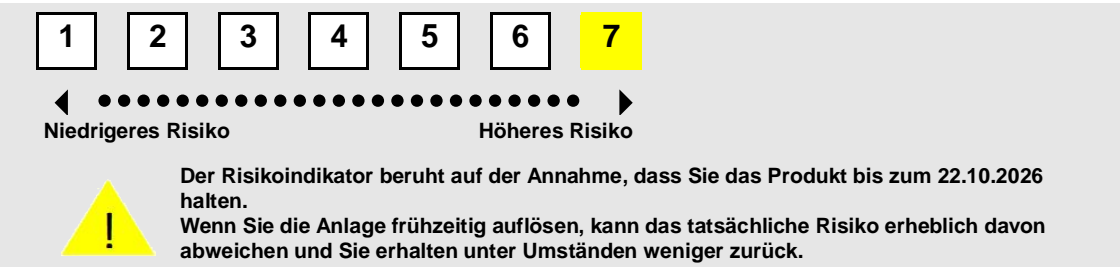 1 2 3 4 5 6 7
Niedrigeres Risiko Höheres Risiko
Der Risikoindikator beruht auf der Annahme, dass Sie das Produkt bis zum 22.10.2026
halten.
Wenn Sie die Anlage frühzeitig auflösen, kann das tatsächliche Risiko erheblich davon
abweichen und Sie erhalten unter Umständen weniger zurück.
!